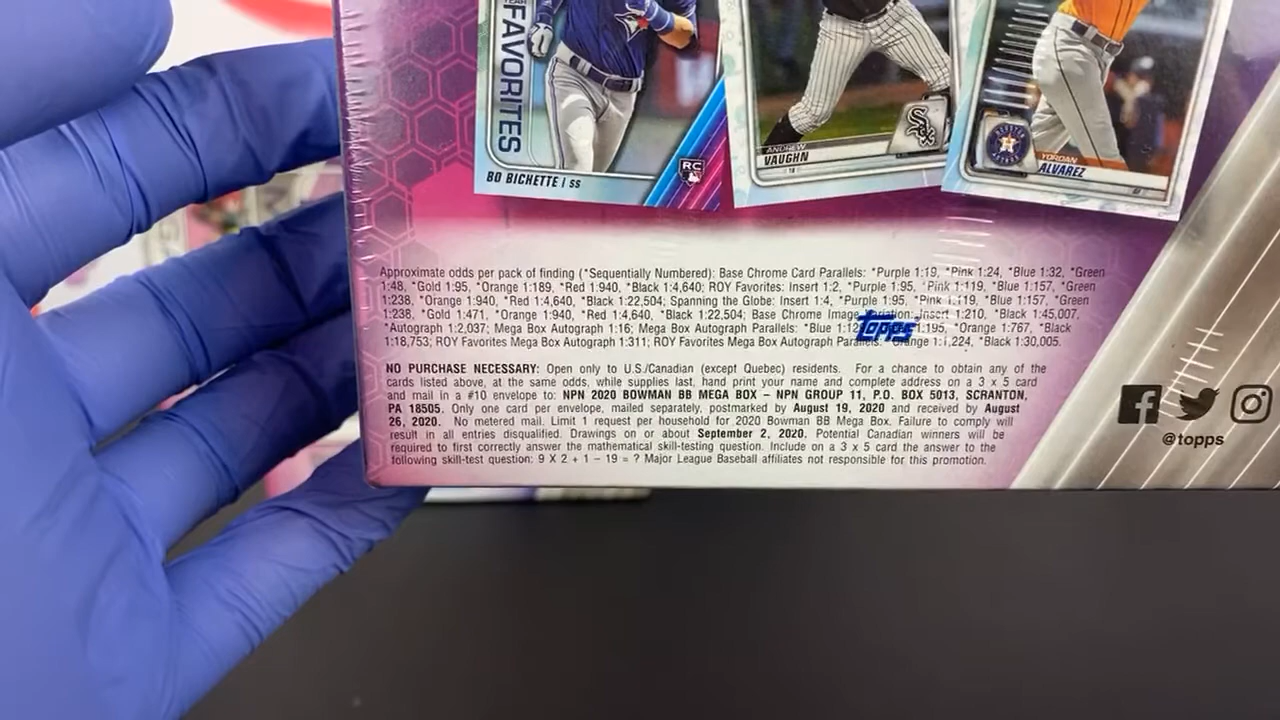 YEAR
FAVORITES
BO BICHETTE | SS
RC
ANDREW
VAUGHN
1B
Sox
YORDAN
ALVAREZ
Approximate odds per pack of finding (*Sequentially Numbered): Base Chrome Card Parallels: *Purple 1:19, *Pink 1:24, *Blue 1:32, *Green
1:48, *Gold 1:95, *Orange 1:189, *Red 1:940, *Black 1:4,640; ROY Favorites: Insert 1:2, *Purple 1:95, *Pink 1:119, *Blue 1:157, *Green
1:238, *Orange 1:940, *Red 1:4,640, *Black 1:22,504; Spanning the Globe: Insert 1:4, *Purple 1:95, *Pink 1:119, *Blue 1:157, *Green
1:238, *Gold 1:471, *Orange 1:940, *Red 1:4,640, *Black 1:22,504; Base Chrome Image Variation: Insert 1:210, *Black 1:45,007,
*Autograph 1:2,037; Mega Box Autograph 1:16; Mega Box Autograph Parallels: *Blue 1:195, *Orange 1:767, *Black
1:18,753; ROY Favorites Mega Box Autograph 1:311; ROY Favorites Mega Box Autograph Parallels: *Orange 1:1,224, *Black 1:30,005.
Topps
NO PURCHASE NECESSARY: Open only to U.S./Canadian (except Quebec) residents. For a chance to obtain any of the
cards listed above, at the same odds, while supplies last, hand print your name and complete address on a 3 x 5 card
and mail in a #10 envelope to: NPN 2020 BOWMAN BB MEGA BOX – NPN GROUP 11, P.O. BOX 5013, SCRANTON,
PA 18505. Only one card per envelope, mailed separately, postmarked by August 19, 2020 and received by August
26, 2020. No metered mail. Limit 1 request per household for 2020 Bowman BB Mega Box. Failure to comply will
result in all entries disqualified. Drawings on or about September 2, 2020. Potential Canadian winners will be
required to first correctly answer the mathematical skill-testing question. Include on a 3 x 5 card the answer to the
following skill-test question: 9 X 2 + 1 – 19 = ? Major League Baseball affiliates not responsible for this promotion.
@topps